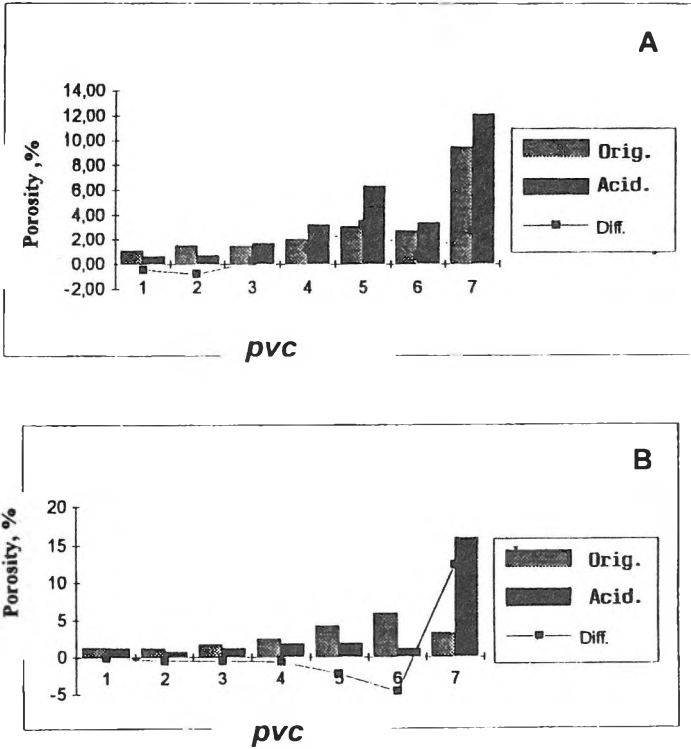 A
Porosity ,%
14,00
12,00
10,00
8,00
6,00
4,00
2,00
0,00
-2,00
1 2 3 4 5 6 7
pvc
Orig.
Acid.
Diff.
B
Porosity, %
20
15
10
5
0
-5
1 2 3 4 5 6 7
pvc
Orig.
Acid.
Diff.